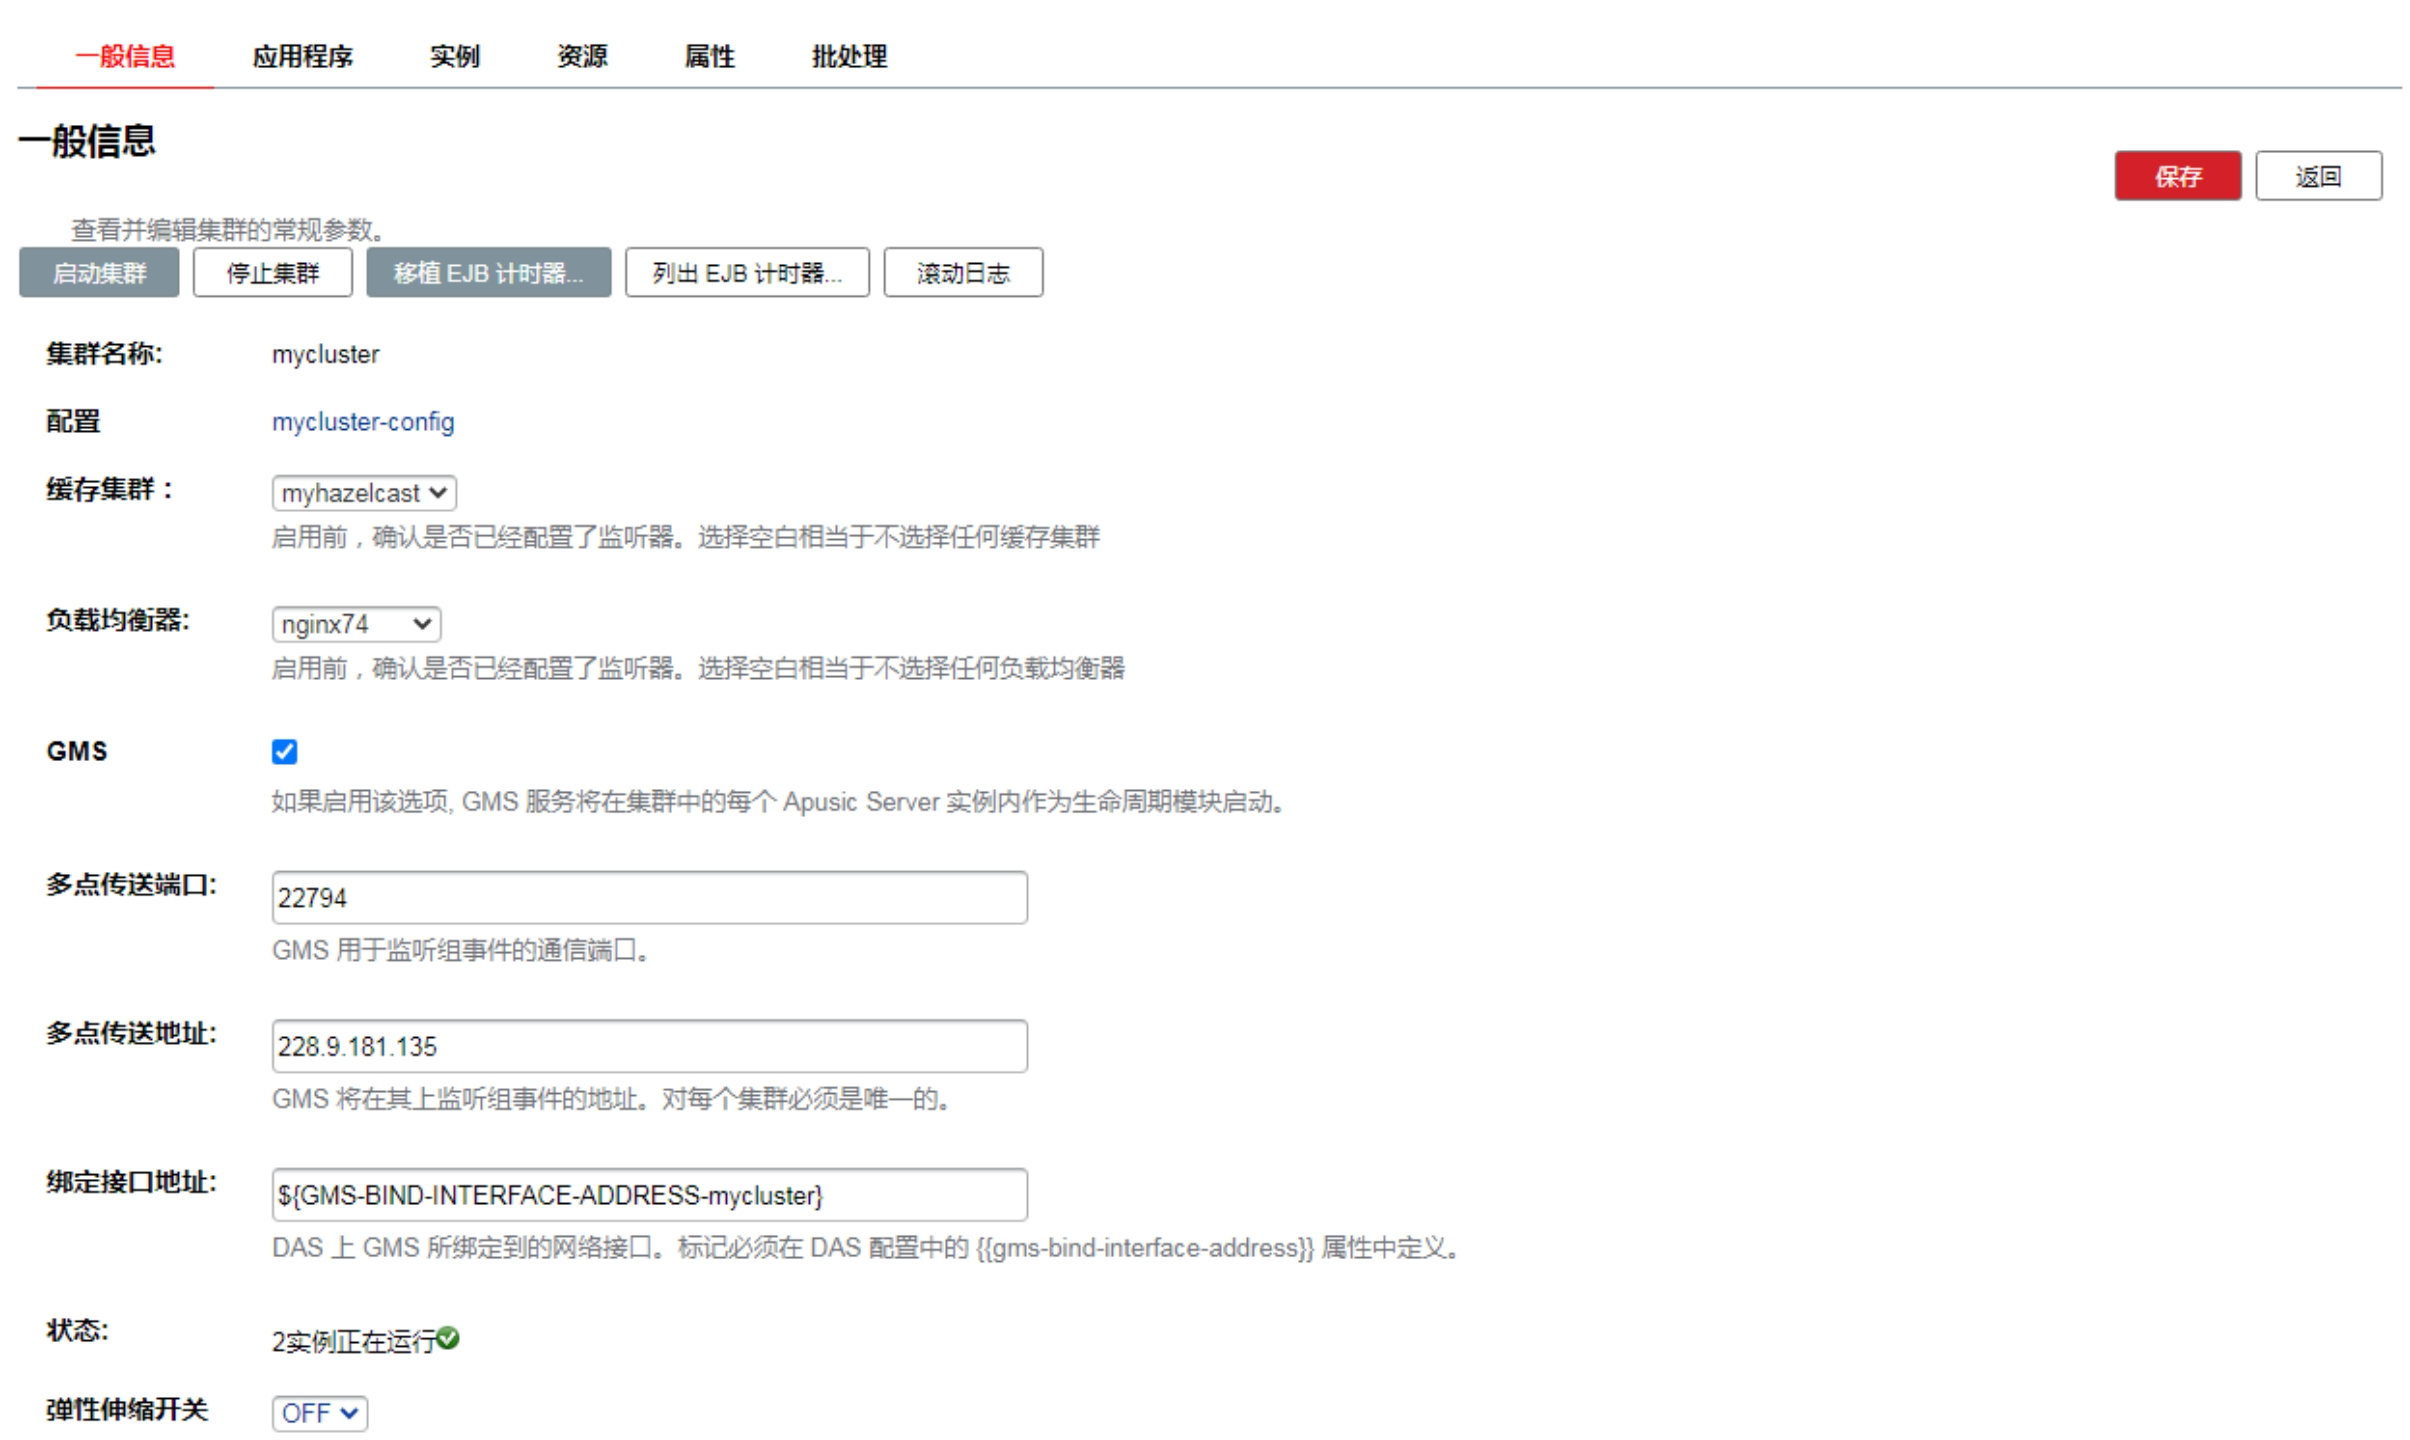 一般信息 应用程序 实例 资源 属性 批处理
一般信息
保存 返回
查看并编辑集群的常规参数。
启动集群 停止集群 移植 EJB 计时器... 列出 EJB 计时器... 滚动日志
集群名称: mycluster
配置 mycluster-config
缓存集群： myhazelcast
启用前，确认是否已经配置了监听器。选择空白相当于不选择任何缓存集群
负载均衡器: nginx74
启用前，确认是否已经配置了监听器。选择空白相当于不选择任何负载均衡器
GMS
如果启用该选项, GMS 服务将在集群中的每个 Apusic Server 实例内作为生命周期模块启动。
多点传送端口: 22794
GMS 用于监听组事件的通信端口。
多点传送地址: 228.9.181.135
GMS 将在其上监听组事件的地址。对每个集群必须是唯一的。
绑定接口地址: ${GMS-BIND-INTERFACE-ADDRESS-mycluster}
DAS 上 GMS 所绑定到的网络接口。标记必须在 DAS 配置中的 {{gms-bind-interface-address}} 属性中定义。
状态: 2实例正在运行
弹性伸缩开关 OFF